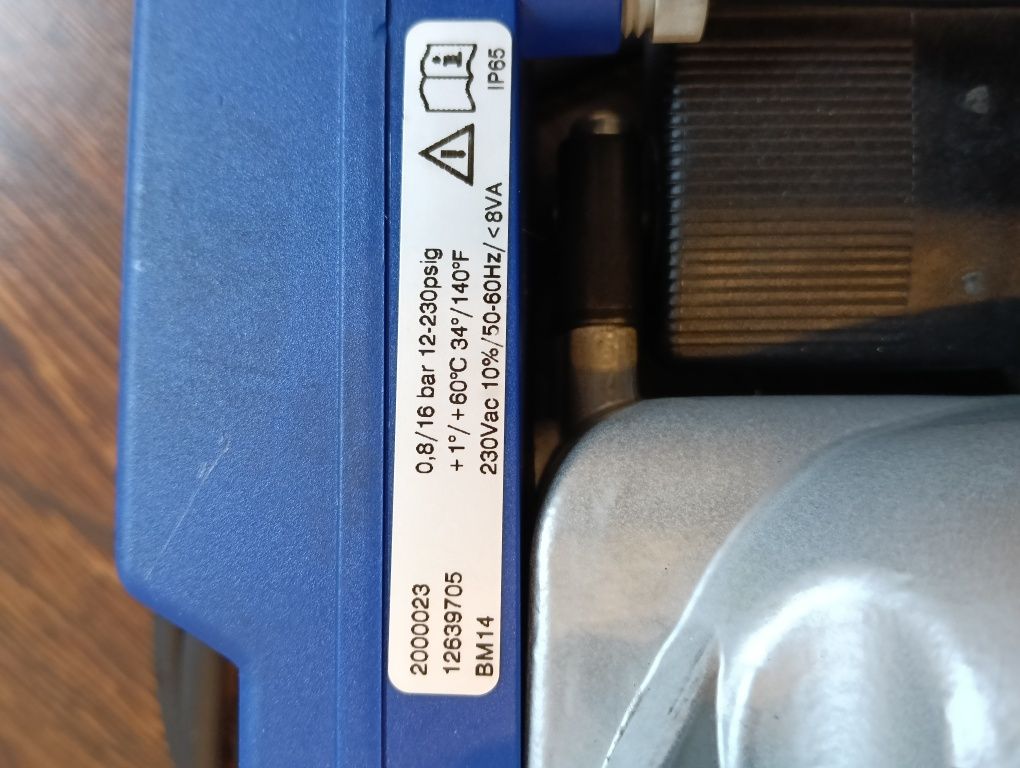 2000023
12639705
BM14
0,8/16 bar 12-230psig
+1°/+60°C 34°/140°F
230Vac 10%/50-60Hz/<8VA
IP65